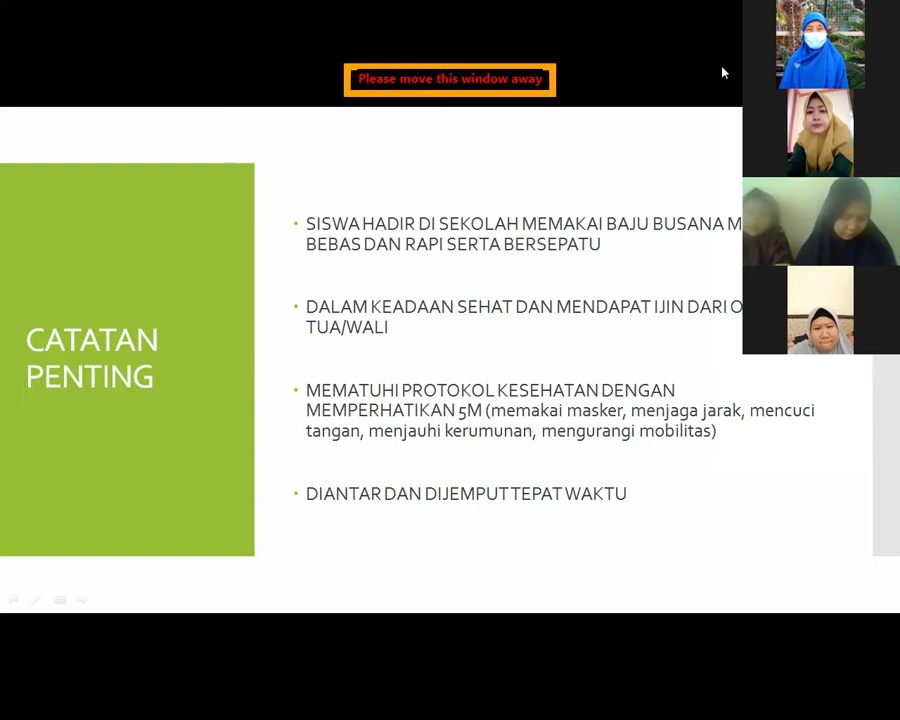 Please move this window away
CATATAN
PENTING
• SISWA HADIR DI SEKOLAH MEMAKAI BAJU BUSANA
BEBAS DAN RAPI SERTA BERSEPATU
• DALAM KEADAAN SEHAT DAN MENDAPAT IJIN DARI
TUA/WALI
• MEMATUHI PROTOKOL KESEHATAN DENGAN
MEMPERHATIKAN 5M (memakai masker, menjaga jarak, mencuci
tangan, menjauhi kerumunan, mengurangi mobilitas)
• DIANTAR DAN DIJEMPUT TEPAT WAKTU